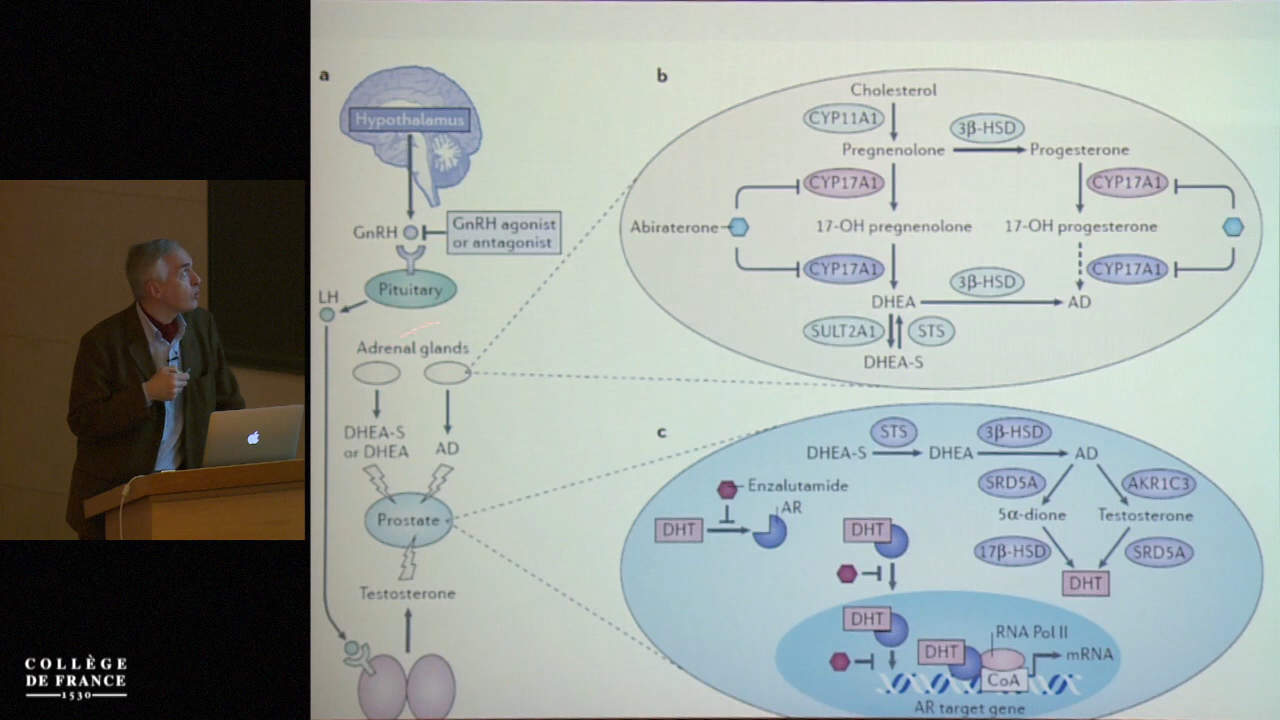 a
Hypothalamus
GnRH
GnRH agonist
or antagonist
Pituitary
LH
Adrenal glands
DHEA-S
or DHEA
AD
Prostate
Testosterone
b
Cholesterol
CYP11A1
3β-HSD
Pregnenolone
Progesterone
CYP17A1
CYP17A1
Abiraterone
17-OH pregnenolone
17-OH progesterone
CYP17A1
CYP17A1
3β-HSD
DHEA
AD
SULT2A1
STS
DHEA-S
c
STS
3β-HSD
DHEA-S
DHEA
AD
Enzalutamide
AR
DHT
SRD5A
AKR1C3
5α-dione
Testosterone
DHT
17β-HSD
SRD5A
DHT
DHT
DHT
RNA Pol II
mRNA
CoA
AR target gene
COLLÈGE
DE FRANCE
1530